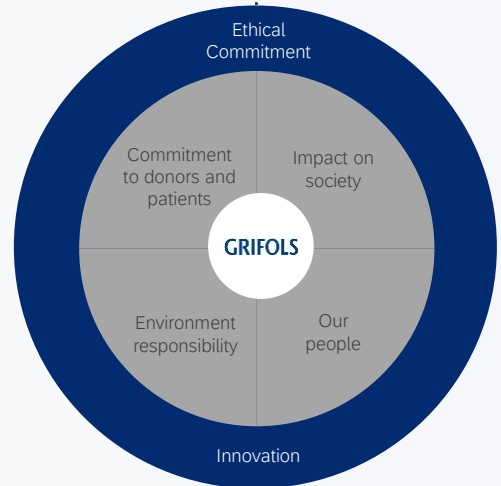 Ethical
Commitment
Commitment
to donors and
patients
Impact on
society
GRIFOLS
Environment
responsibility
Our
people
Innovation